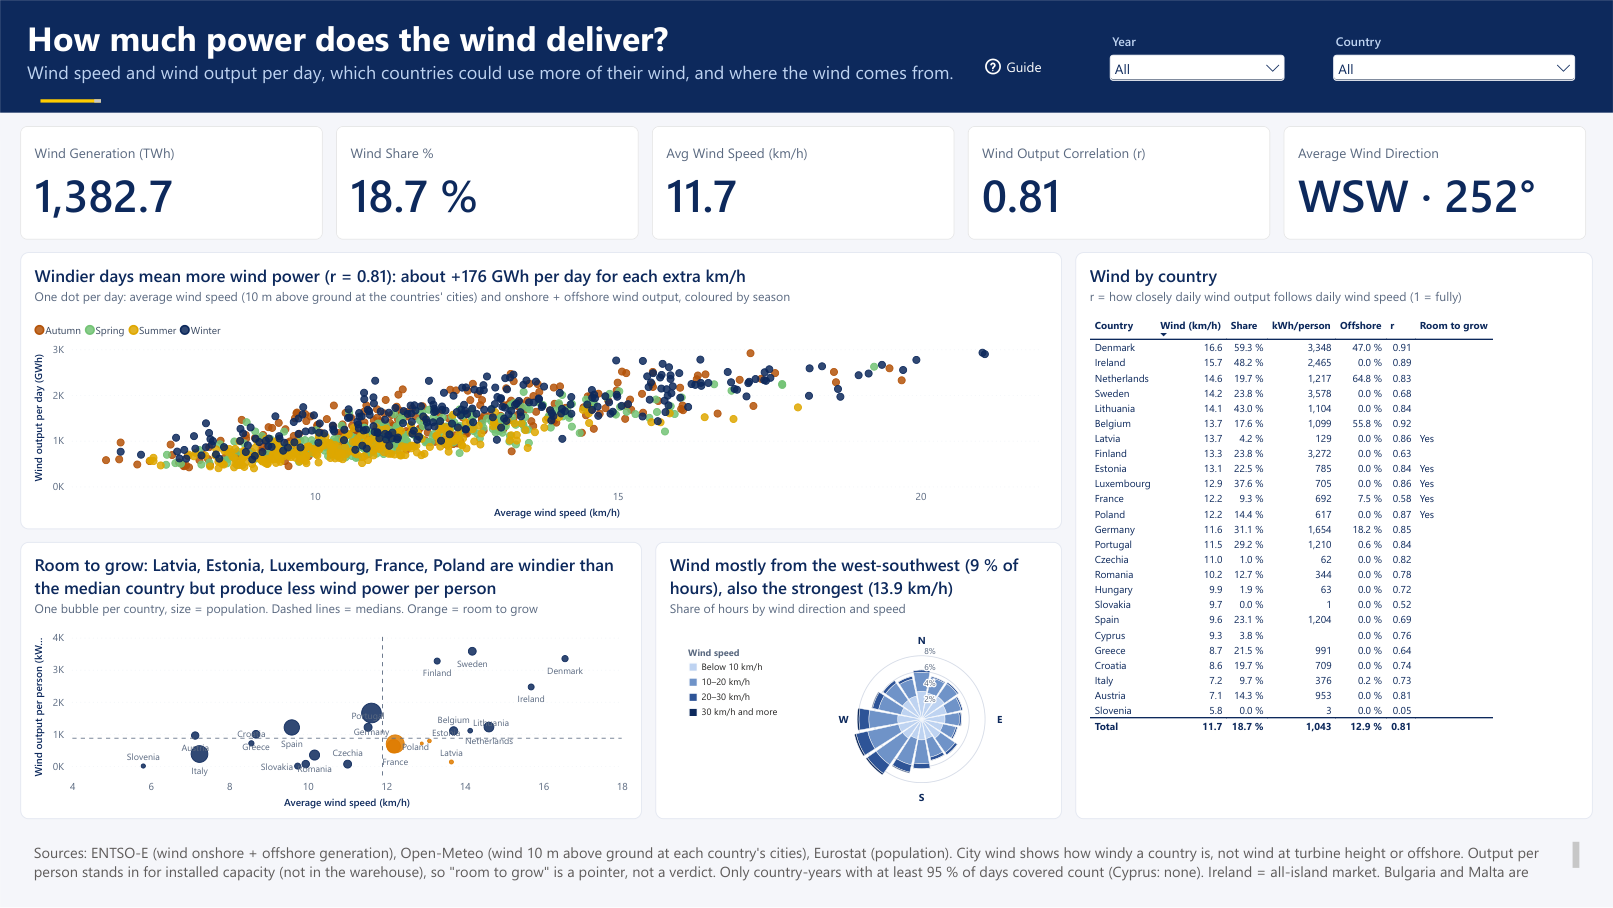 How much power does the wind deliver?
Wind speed and wind output per day, which countries could use more of their wind, and where the wind comes from.
Guide
Year
All
Country
All
Wind Generation (TWh)
1,382.7
Wind Share %
18.7 %
Avg Wind Speed (km/h)
11.7
Wind Output Correlation (r)
0.81
Average Wind Direction
WSW · 252°
Windier days mean more wind power (r = 0.81): about +176 GWh per day for each extra km/h
One dot per day: average wind speed (10 m above ground at the countries' cities) and onshore + offshore wind output, coloured by season
Autumn Spring Summer Winter
Wind output per day (GWh)
3K
2K
1K
0K
10 15 20
Average wind speed (km/h)
Room to grow: Latvia, Estonia, Luxembourg, France, Poland are windier than
the median country but produce less wind power per person
One bubble per country, size = population. Dashed lines = medians. Orange = room to grow
Wind output per person (kW...
4K
3K
2K
1K
0K
Finland
Sweden
Denmark
Ireland
Portugal
Germany
Belgium
Lithuania
Estonia
Netherlands
Croatia
Greece
Spain
Austria
Italy
Slovenia
Slovakia
Romania
Czechia
France
Poland
Latvia
4 6 8 10 12 14 16 18
Average wind speed (km/h)
Wind mostly from the west-southwest (9 % of
hours), also the strongest (13.9 km/h)
Share of hours by wind direction and speed
Wind speed
Below 10 km/h
10–20 km/h
20–30 km/h
30 km/h and more
N
8%
6%
4%
2%
W
E
S
Wind by country
r = how closely daily wind output follows daily wind speed (1 = fully)
Country Wind (km/h) Share kWh/person Offshore r Room to grow
Denmark 16.6 59.3 % 3,348 47.0 % 0.91
Ireland 15.7 48.2 % 2,465 0.0 % 0.89
Netherlands 14.6 19.7 % 1,217 64.8 % 0.83
Sweden 14.2 23.8 % 3,578 0.0 % 0.68
Lithuania 14.1 43.0 % 1,104 0.0 % 0.84
Belgium 13.7 17.6 % 1,099 55.8 % 0.92
Latvia 13.7 4.2 % 129 0.0 % 0.86 Yes
Finland 13.3 23.8 % 3,272 0.0 % 0.63
Estonia 13.1 22.5 % 785 0.0 % 0.84 Yes
Luxembourg 12.9 37.6 % 705 0.0 % 0.86 Yes
France 12.2 9.3 % 692 7.5 % 0.58 Yes
Poland 12.2 14.4 % 617 0.0 % 0.87 Yes
Germany 11.6 31.1 % 1,654 18.2 % 0.85
Portugal 11.5 29.2 % 1,210 0.6 % 0.84
Czechia 11.0 1.0 % 62 0.0 % 0.82
Romania 10.2 12.7 % 344 0.0 % 0.78
Hungary 9.9 1.9 % 63 0.0 % 0.72
Slovakia 9.7 0.0 % 1 0.0 % 0.52
Spain 9.6 23.1 % 1,204 0.0 % 0.69
Cyprus 9.3 3.8 % 0.0 % 0.76
Greece 8.7 21.5 % 991 0.0 % 0.64
Croatia 8.6 19.7 % 709 0.0 % 0.74
Italy 7.2 9.7 % 376 0.2 % 0.73
Austria 7.1 14.3 % 953 0.0 % 0.81
Slovenia 5.8 0.0 % 3 0.0 % 0.05
Total 11.7 18.7 % 1,043 12.9 % 0.81
Sources: ENTSO-E (wind onshore + offshore generation), Open-Meteo (wind 10 m above ground at each country's cities), Eurostat (population). City wind shows how windy a country is, not wind at turbine height or offshore. Output per
person stands in for installed capacity (not in the warehouse), so "room to grow" is a pointer, not a verdict. Only country-years with at least 95 % of days covered count (Cyprus: none). Ireland = all-island market. Bulgaria and Malta are